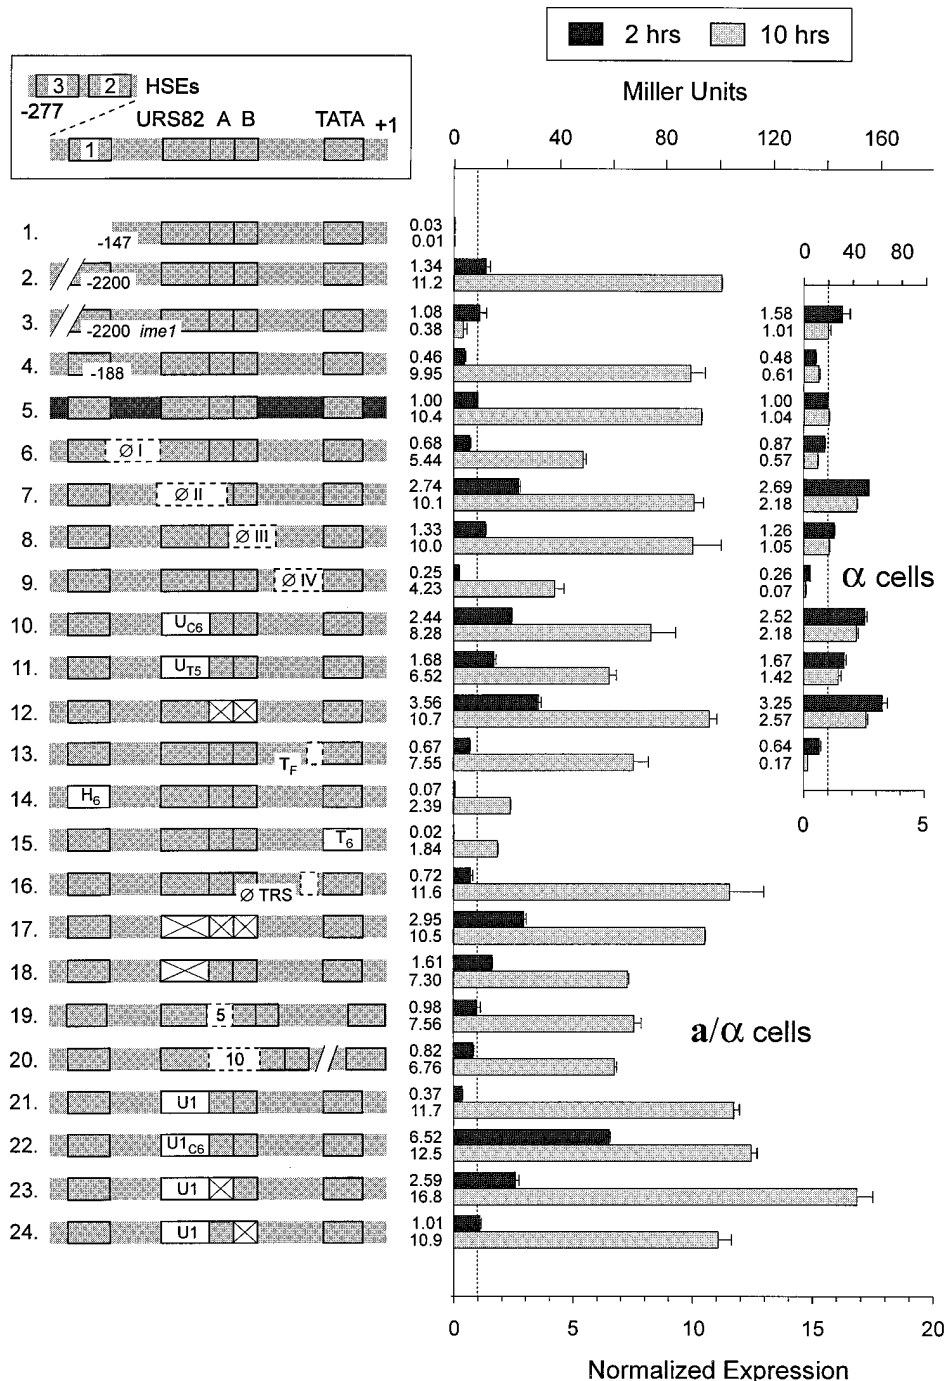 2 hrs 10 hrs
3 2 HSEs
-277
URS82 A B TATA +1
1
Miller Units
0 40 80 120 160
1. -147 0.03
0.01
0 40 80
2. -2200 1.34
11.2
3. -2200 ime1 1.08 1.58
0.38 1.01
4. -188 0.46 0.48
9.95 0.61
5. 1.00 1.00
10.4 1.04
6. Ø I 0.68 0.87
5.44 0.57
7. Ø II 2.74 2.69
10.1 2.18
8. Ø III 1.33 1.26
10.0 1.05
α cells
9. Ø IV 0.25 0.26
4.23 0.07
10. UC6 2.44 2.52
8.28 2.18
11. UT5 1.68 1.67
6.52 1.42
12. 3.56 3.25
10.7 2.57
13. TF 0.67 0.64
7.55 0.17
14. H6 0.07
2.39
0 5
15. T6 0.02
1.84
16. Ø TRS 0.72
11.6
17. 2.95
10.5
18. 1.61
7.30
19. 5 0.98
7.56
a/α cells
20. 10 0.82
6.76
21. U1 0.37
11.7
22. U1C6 6.52
12.5
23. U1 2.59
16.8
24. U1 1.01
10.9
0 5 10 15 20
Normalized Expression